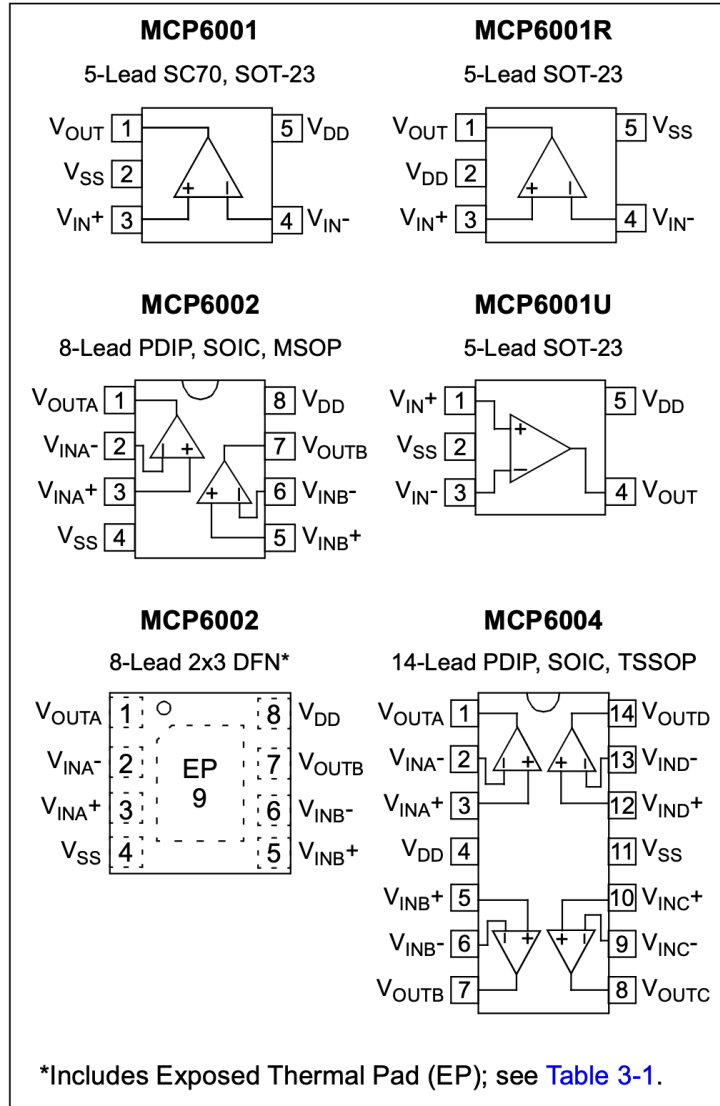 MCP6001
5-Lead SC70, SOT-23
VOUT 1 5 VDD
VSS 2
VIN+ 3 4 VIN-
+ –
MCP6001R
5-Lead SOT-23
VOUT 1 5 VSS
VDD 2
VIN+ 3 4 VIN-
+ –
MCP6002
8-Lead PDIP, SOIC, MSOP
VOUTA 1 8 VDD
VINA- 2 7 VOUTB
– +
VINA+ 3 6 VINB-
+ –
VSS 4 5 VINB+
MCP6001U
5-Lead SOT-23
VIN+ 1 5 VDD
+
VSS 2
–
VIN- 3 4 VOUT
MCP6002
8-Lead 2x3 DFN*
VOUTA 1 8 VDD
VINA- 2 7 VOUTB
EP
9
VINA+ 3 6 VINB-
VSS 4 5 VINB+
MCP6004
14-Lead PDIP, SOIC, TSSOP
VOUTA 1 14 VOUTD
VINA- 2 13 VIND-
– + + –
VINA+ 3 12 VIND+
VDD 4 11 VSS
VINB+ 5 10 VINC+
– + + –
VINB- 6 9 VINC-
VOUTB 7 8 VOUTC
*Includes Exposed Thermal Pad (EP); see Table 3-1.